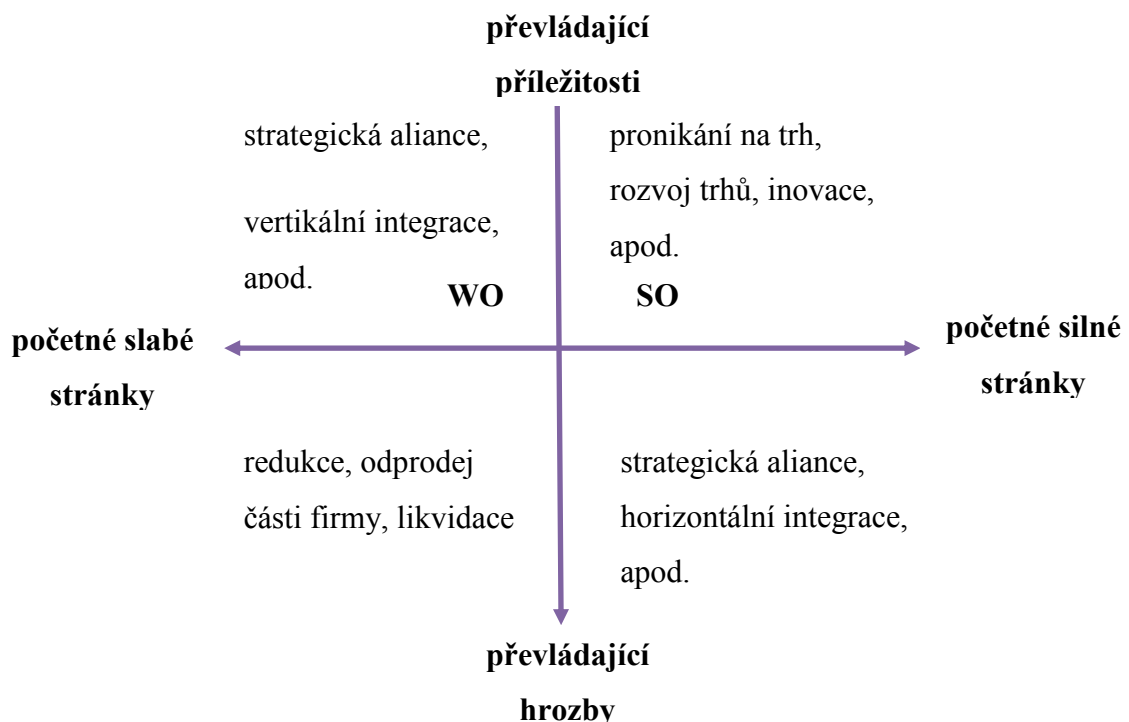 převládající
příležitosti
strategická aliance,
vertikální integrace,
apod.
pronikání na trh,
rozvoj trhů, inovace,
apod.
WO
SO
početné slabé
stránky
početné silné
stránky
redukce, odprodej
části firmy, likvidace
strategická aliance,
horizontální integrace,
apod.
převládající
hrozby